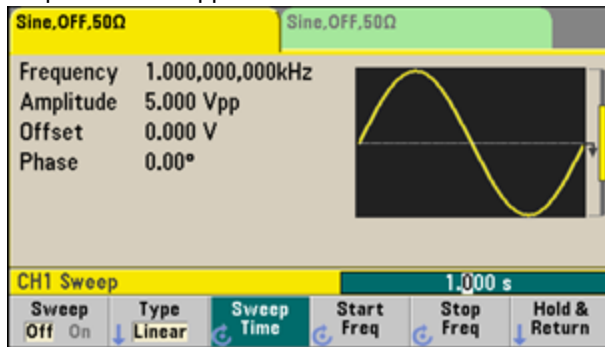 Sine,OFF,50Ω
Sine,OFF,50Ω
Frequency 1.000,000,000kHz
Amplitude 5.000 Vpp
Offset 0.000 V
Phase 0.00°
CH1 Sweep 1.000 s
Sweep Off On
Type Linear
Sweep Time
Start Freq
Stop Freq
Hold & Return